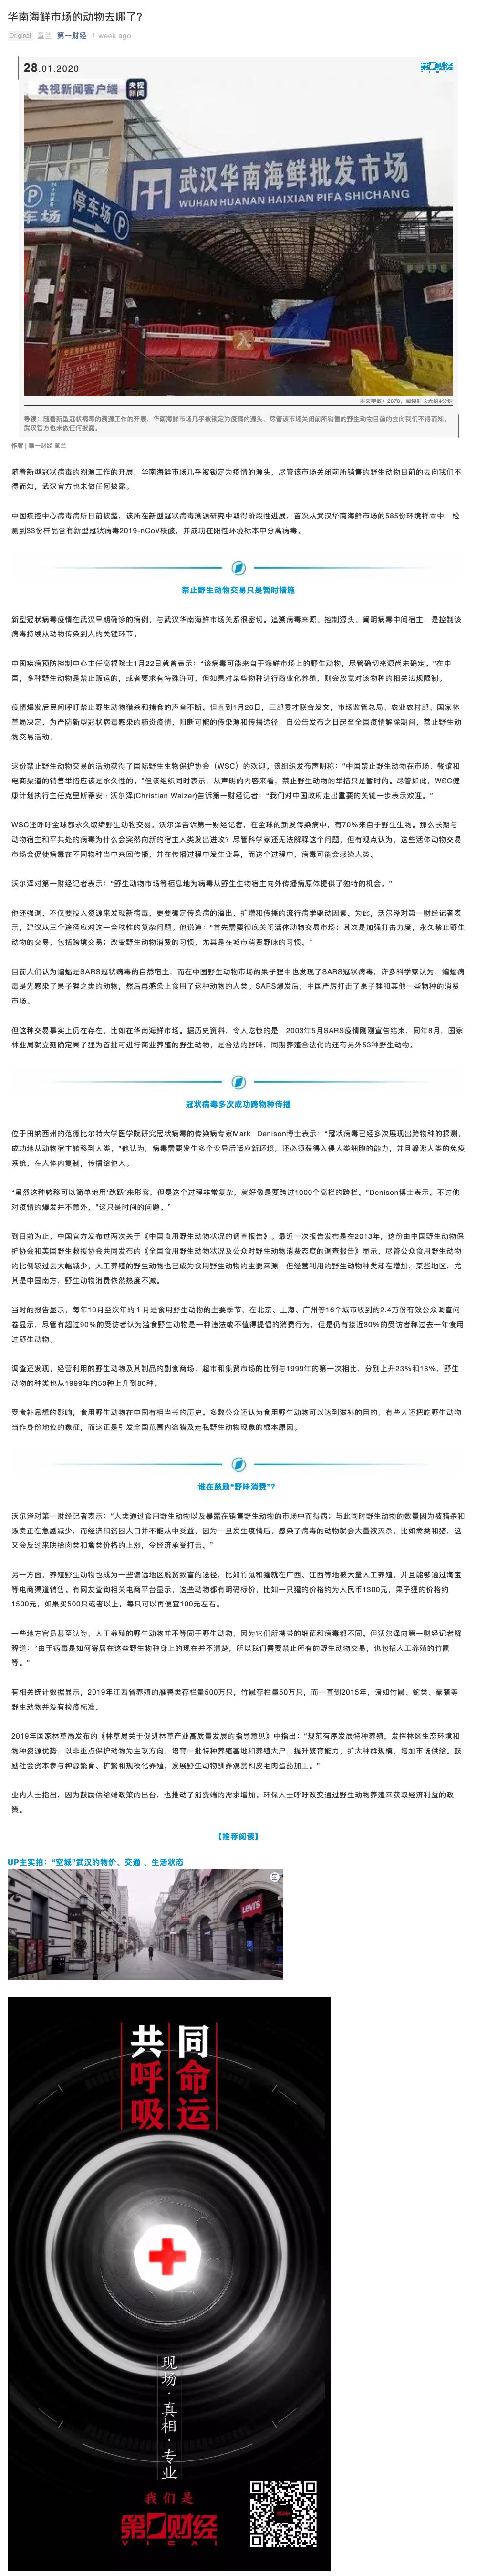 华南海鲜市场的动物去哪了?
Original 童兰 第一财经 1 week ago
28.01.2020
第一财经
YICAI
央视新闻客户端
央视
新闻
武汉华南海鲜批发市场
WUHAN HUANAN HAIXIAN PIFA SHICHANG
停车场
P
本文字数:2679,阅读时长大约4分钟
导读:随着新型冠状病毒的溯源工作的开展,华南海鲜市场几乎被锁定为疫情的源头,尽管该市场关闭前所销售的野生动物目前的去向我们不得而知,
武汉官方也未做任何披露。
作者 | 第一财经 童兰
随着新型冠状病毒的溯源工作的开展,华南海鲜市场几乎被锁定为疫情的源头,尽管该市场关闭前所销售的野生动物目前的去向我们不
得而知,武汉官方也未做任何披露。
中国疾控中心病毒病所日前披露,该所在新型冠状病毒溯源研究中取得阶段性进展,首次从武汉华南海鲜市场的585份环境样本中,检
测到33份样品含有新型冠状病毒2019-nCoV核酸,并成功在阳性环境标本中分离病毒。
禁止野生动物交易只是暂时措施
新型冠状病毒疫情在武汉早期确诊的病例,与武汉华南海鲜市场关系很密切。追溯病毒来源、控制源头、阐明病毒中间宿主,是控制该
病毒持续从动物传染到人的关键环节。
中国疾病预防控制中心主任高福院士1月22日就曾表示:“该病毒可能来自于海鲜市场上的野生动物,尽管确切来源尚未确定。”在中
国,多种野生动物是禁止贩运的,或者要求有特殊许可,但如果对某些物种进行商业化养殖,则会放宽对该物种的相关法规限制。
疫情爆发后民间呼吁禁止野生动物猎杀和捕食的声音不断。但直到1月26日,三部委才联合发文,市场监管总局、农业农村部、国家林
草局决定,为严防新型冠状病毒感染的肺炎疫情,阻断可能的传染源和传播途径,自公告发布之日起至全国疫情解除期间,禁止野生动
物交易活动。
这份禁止野生动物交易的活动获得了国际野生生物保护协会(WSC)的欢迎。该组织发布声明称:“中国禁止野生动物在市场、餐馆和
电商渠道的销售举措应该是永久性的。”但该组织同时表示,从声明的内容来看,禁止野生动物的举措只是暂时的。尽管如此,WSC健
康计划执行主任克里斯蒂安·沃尔泽(Christian Walzer)告诉第一财经记者:“我们对中国政府走出重要的关键一步表示欢迎。”
WSC还呼吁全球都永久取缔野生动物交易。沃尔泽告诉第一财经记者,在全球的新发传染病中,有70%来自于野生生物。那么长期与
动物宿主和平共处的病毒为什么会突然向新的宿主人类发出进攻?尽管科学家还无法解释这个问题,但有观点认为,这些活体动物交易
市场会促使病毒在不同物种当中来回传播,并在传播过程中发生变异,而这个过程中,病毒可能会感染人类。
沃尔泽对第一财经记者表示:“野生动物市场等栖息地为病毒从野生生物宿主向外传播病原体提供了独特的机会。”
他还强调,不仅要投入资源来发现新病毒,更要确定传染病的溢出,扩增和传播的流行病学驱动因素。为此,沃尔泽对第一财经记者表
示,建议从三个途径应对这一全球性的复杂问题。他说道:“首先需要彻底关闭活体动物交易市场;其次是加强打击力度,永久禁止野生
动物的交易,包括跨境交易;改变野生动物消费的习惯,尤其是在城市消费野味的习惯。”
目前人们认为蝙蝠是SARS冠状病毒的自然宿主,而在中国野生动物市场的果子狸中也发现了SARS冠状病毒,许多科学家认为,蝙蝠病
毒是先感染了果子狸之类的动物,然后再感染上食用了这种动物的人类。SARS爆发后,中国严厉打击了果子狸和其他一些物种的消费
市场。
但这种交易事实上仍在存在,比如在华南海鲜市场。据历史资料,令人吃惊的是,2003年5月SARS疫情刚刚宣告结束,同年8月,国家
林业局就立刻确定果子狸为首批可进行商业养殖的野生动物,是合法的野味,同期养殖合法化的还有另外53种野生动物。
冠状病毒多次成功跨物种传播
位于田纳西州的范德比尔特大学医学院研究冠状病毒的传染病专家Mark Denison博士表示:“冠状病毒已经多次展现出跨物种的探测,
成功地从动物宿主转移到人类。”他认为,病毒需要发生多个变异后适应新环境,还必须获得入侵人类细胞的能力,并且躲避人类的免疫
系统,在人体内复制,传播给他人。
“虽然这种转移可以简单地用‘跳跃’来形容,但是这个过程非常复杂,就好像是要跨过1000个高栏的跨栏。”Denison博士表示。不过他
对疫情的爆发并不意外,“这只是时间的问题。”
到目前为止,中国官方发布过两次关于《中国食用野生动物状况的调查报告》。最近一次报告发布是在2013年,这份由中国野生动物保
护协会和美国野生救援协会共同发布的《全国食用野生动物状况及公众对野生动物消费态度的调查报告》显示,尽管公众食用野生动物
的比例较过去大幅减少,人工养殖的野生动物也已成为食用野生动物的主要来源,但经营利用的野生动物种类却在增加,某些地区,尤
其是中国南方,野生动物消费依然热度不减。
当时的报告显示,每年10月至次年的1月是食用野生动物的主要季节,在北京、上海、广州等16个城市收到的2.4万份有效公众调查问
卷显示,尽管有超过90%的受访者认为滥食野生动物是一种违法或不值得提倡的消费行为,但是仍有接近30%的受访者称过去一年食用
过野生动物。
调查还发现,经营利用的野生动物及其制品的副食商场、超市和集贸市场的比例与1999年的第一次相比,分别上升23%和18%,野生
动物的种类也从1999年的53种上升到80种。
受食补思想的影响,食用野生动物在中国有相当长的历史。多数公众还认为食用野生动物可以达到滋补的目的,有些人还把吃野生动物
当作身份地位的象征,而这正是引发全国范围内盗猎及走私野生动物现象的根本原因。
谁在鼓励“野味消费”?
沃尔泽对第一财经记者表示:“人类通过食用野生动物以及暴露在销售野生动物的市场中而得病;与此同时野生动物的数量因为被猎杀和
贩卖正在急剧减少,而经济和贫困人口并不能从中受益,因为一旦发生疫情后,感染了病毒的动物就会大量被灭杀,比如禽类和猪,这
又会反过来哄抬肉类和禽类价格的上涨,令经济承受打击。”
另一方面,养殖野生动物也成为一些偏远地区脱贫致富的途径,比如竹鼠和獾就在广西、江西等地被大量人工养殖,并且能够通过淘宝
等电商渠道销售。有网友查询相关电商平台显示,这些动物都有明码标价,比如一只獾的价格约为人民币1300元,果子狸的价格约
1500元,如果买500只或者以上,每只可以再便宜100元左右。
一些地方官员甚至认为,人工养殖的野生动物并不等同于野生动物,因为它们所携带的细菌和病毒都不同。但沃尔泽向第一财经记者解
释道:“由于病毒是如何寄居在这些野生物种身上的现在并不清楚,所以我们需要禁止所有的野生动物交易,也包括人工养殖的竹鼠
等。”
有相关统计数据显示,2019年江西省养殖的雁鸭类存栏量500万只,竹鼠存栏量50万只,而一直到2015年,诸如竹鼠、蛇类、豪猪等
野生动物并没有检疫标准。
2019年国家林草局发布的《林草局关于促进林草产业高质量发展的指导意见》中指出:“规范有序发展特种养殖,发挥林区生态环境和
物种资源优势,以非重点保护动物为主攻方向,培育一批特种养殖基地和养殖大户,提升繁育能力,扩大种群规模,增加市场供给。鼓
励社会资本参与种源繁育、扩繁和规模化养殖,发展野生动物驯养观赏和皮毛肉蛋药加工。”
业内人士指出,因为鼓励供给端政策的出台,也推动了消费端的需求增加。环保人士呼吁改变通过野生动物养殖来获取经济利益的政
策。
【推荐阅读】
UP主实拍:“空城”武汉的物价、交通 、生活状态
LEVI'S
共同
呼命
吸运
现场·真相·专业
我们是
第一财经
YICAI